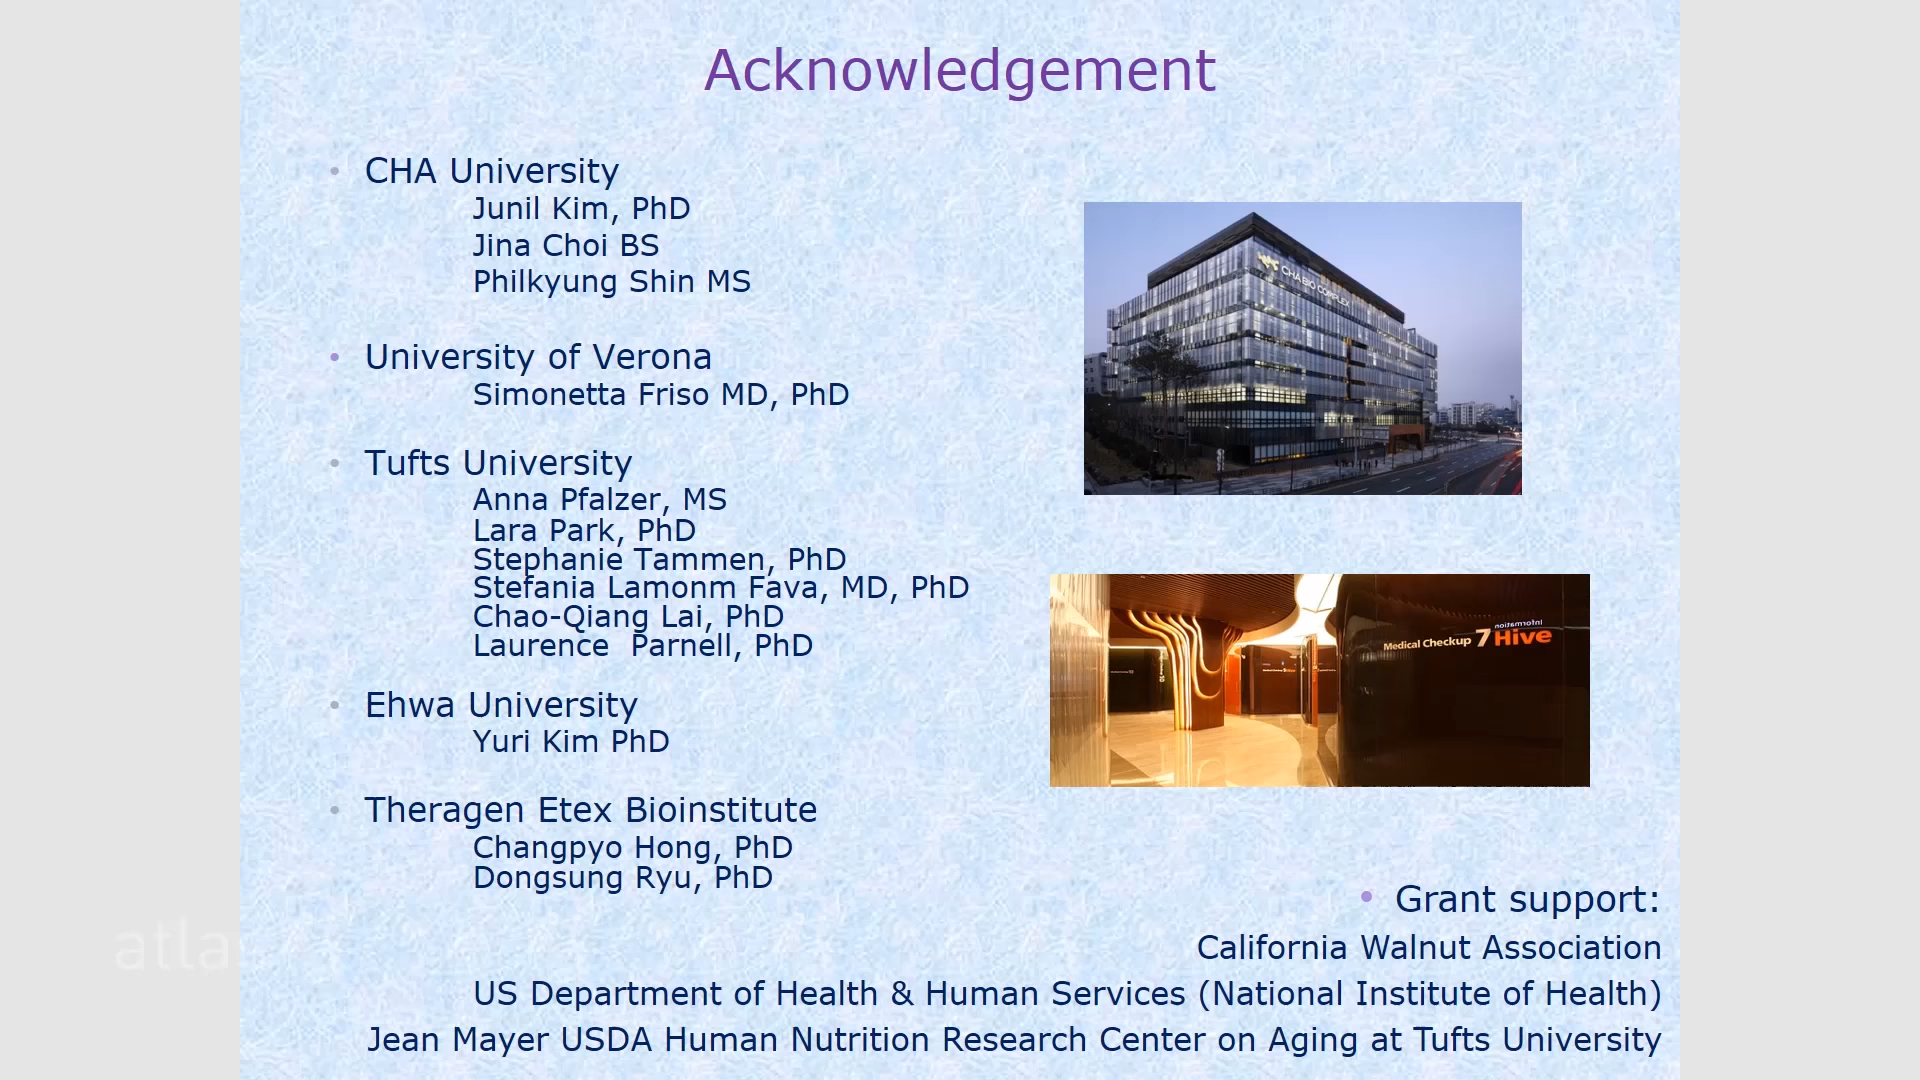 Acknowledgement
• CHA University
Junil Kim, PhD
Jina Choi BS
Philkyung Shin MS
• University of Verona
Simonetta Friso MD, PhD
• Tufts University
Anna Pfalzer, MS
Lara Park, PhD
Stephanie Tammen, PhD
Stefania Lamonm Fava, MD, PhD
Chao-Qiang Lai, PhD
Laurence  Parnell, PhD
• Ehwa University
Yuri Kim PhD
• Theragen Etex Bioinstitute
Changpyo Hong, PhD
Dongsung Ryu, PhD
CHA BIO COMPLEX
Information
Medical Checkup 7 Hive
• Grant support:
California Walnut Association
US Department of Health & Human Services (National Institute of Health)
Jean Mayer USDA Human Nutrition Research Center on Aging at Tufts University
atla